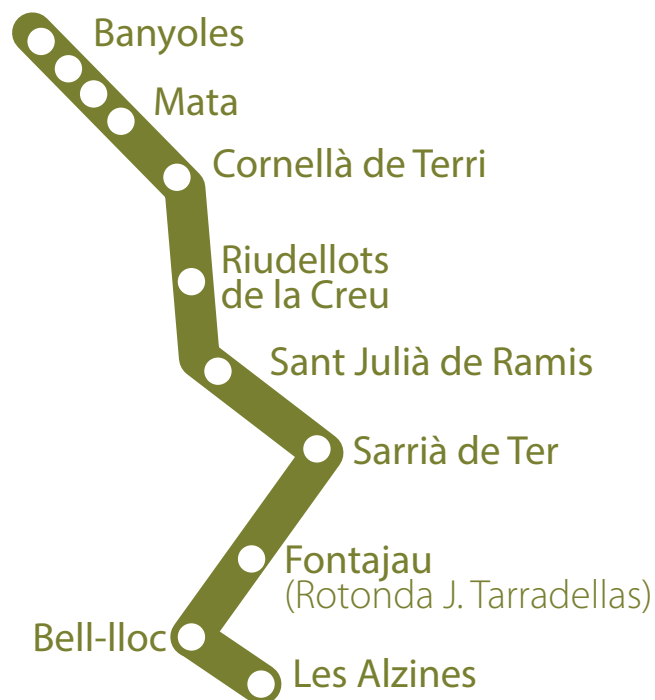 Banyoles
Mata
Cornellà de Terri
Riudellots
de la Creu
Sant Julià de Ramis
Sarrià de Ter
Fontajau
(Rotonda J. Tarradellas)
Bell-lloc
Les Alzines